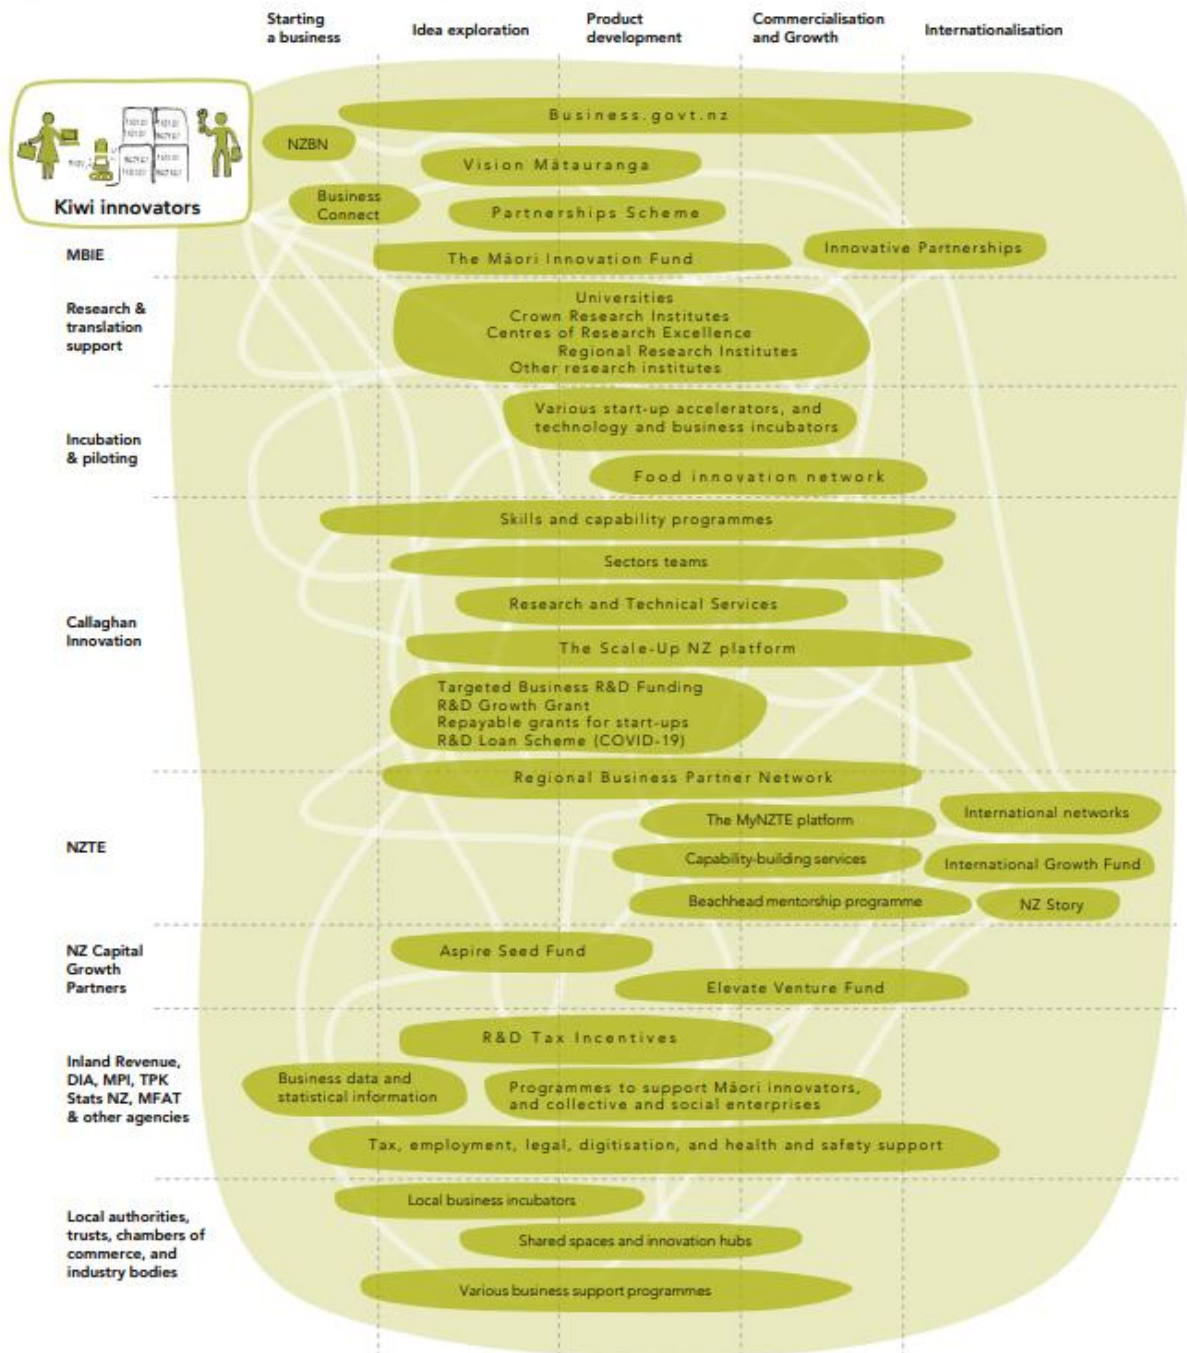 Starting
a business
Idea exploration
Product
development
Commercialisation
and Growth
Internationalisation
Kiwi innovators
Business.govt.nz
NZBN
Vision Mātauranga
Business
Connect
Partnerships Scheme
MBIE
The Māori Innovation Fund
Innovative Partnerships
Research &
translation
support
Universities
Crown Research Institutes
Centres of Research Excellence
Regional Research Institutes
Other research institutes
Incubation
& piloting
Various start-up accelerators, and
technology and business incubators
Food innovation network
Callaghan
Innovation
Skills and capability programmes
Sectors teams
Research and Technical Services
The Scale-Up NZ platform
Targeted Business R&D Funding
R&D Growth Grant
Repayable grants for start-ups
R&D Loan Scheme (COVID-19)
Regional Business Partner Network
NZTE
The MyNZTE platform
International networks
Capability-building services
International Growth Fund
Beachhead mentorship programme
NZ Story
NZ Capital
Growth
Partners
Aspire Seed Fund
Elevate Venture Fund
Inland Revenue,
DIA, MPI, TPK
Stats NZ, MFAT
& other agencies
R&D Tax Incentives
Business data and
statistical information
Programmes to support Māori innovators,
and collective and social enterprises
Tax, employment, legal, digitisation, and health and safety support
Local authorities,
trusts, chambers of
commerce, and
industry bodies
Local business incubators
Shared spaces and innovation hubs
Various business support programmes